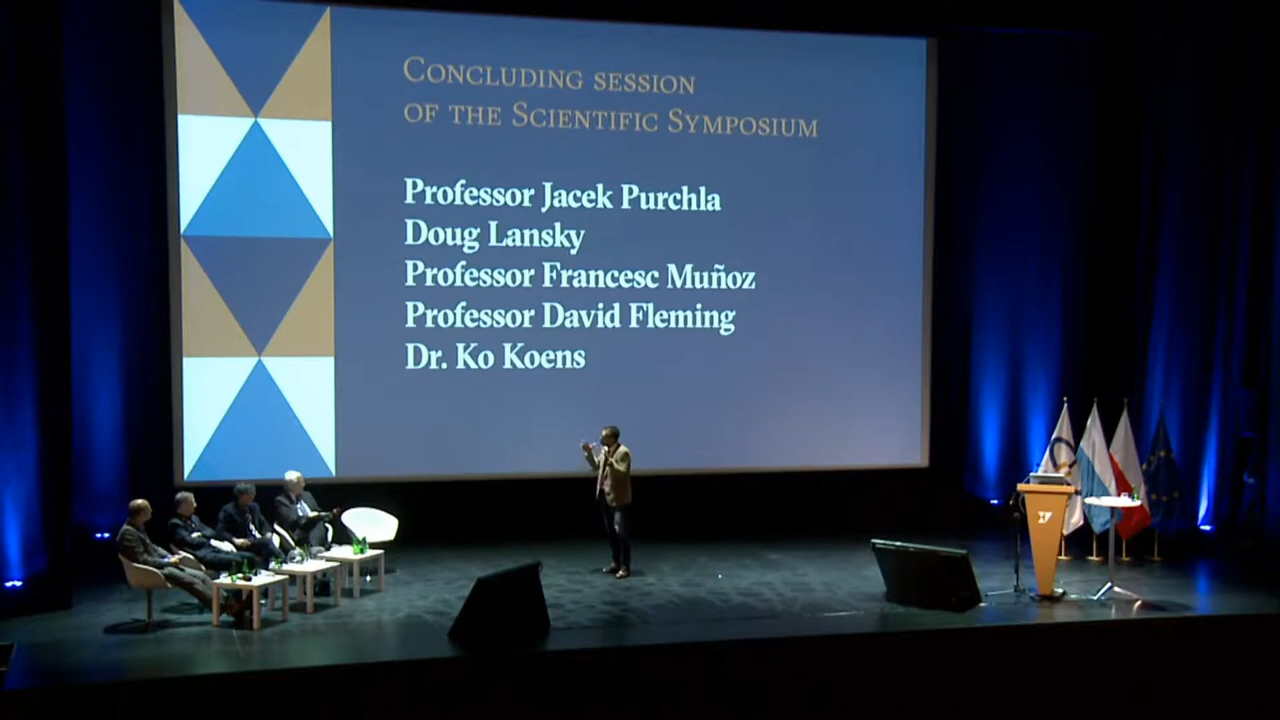 Concluding session
of the Scientific Symposium
Professor Jacek Purchla
Doug Lansky
Professor Francesc Muñoz
Professor David Fleming
Dr. Ko Koens